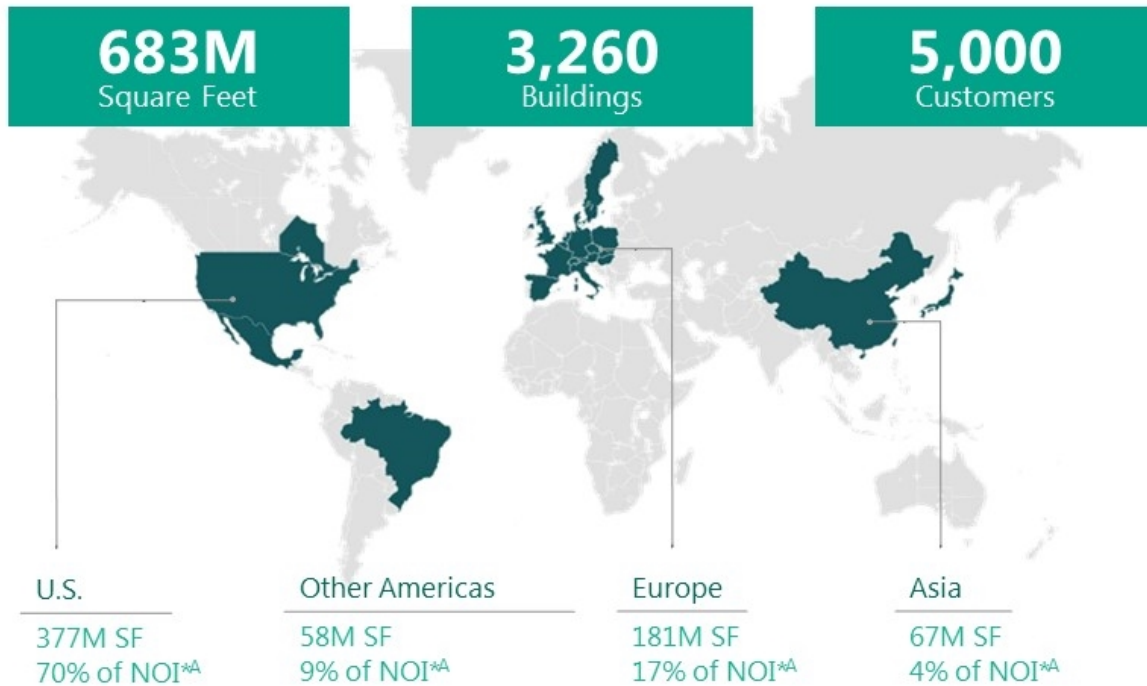 683M
Square Feet
3,260
Buildings
5,000
Customers
U.S.
377M SF
70% of NOI*ᴬ
Other Americas
58M SF
9% of NOI*ᴬ
Europe
181M SF
17% of NOI*ᴬ
Asia
67M SF
4% of NOI*ᴬ